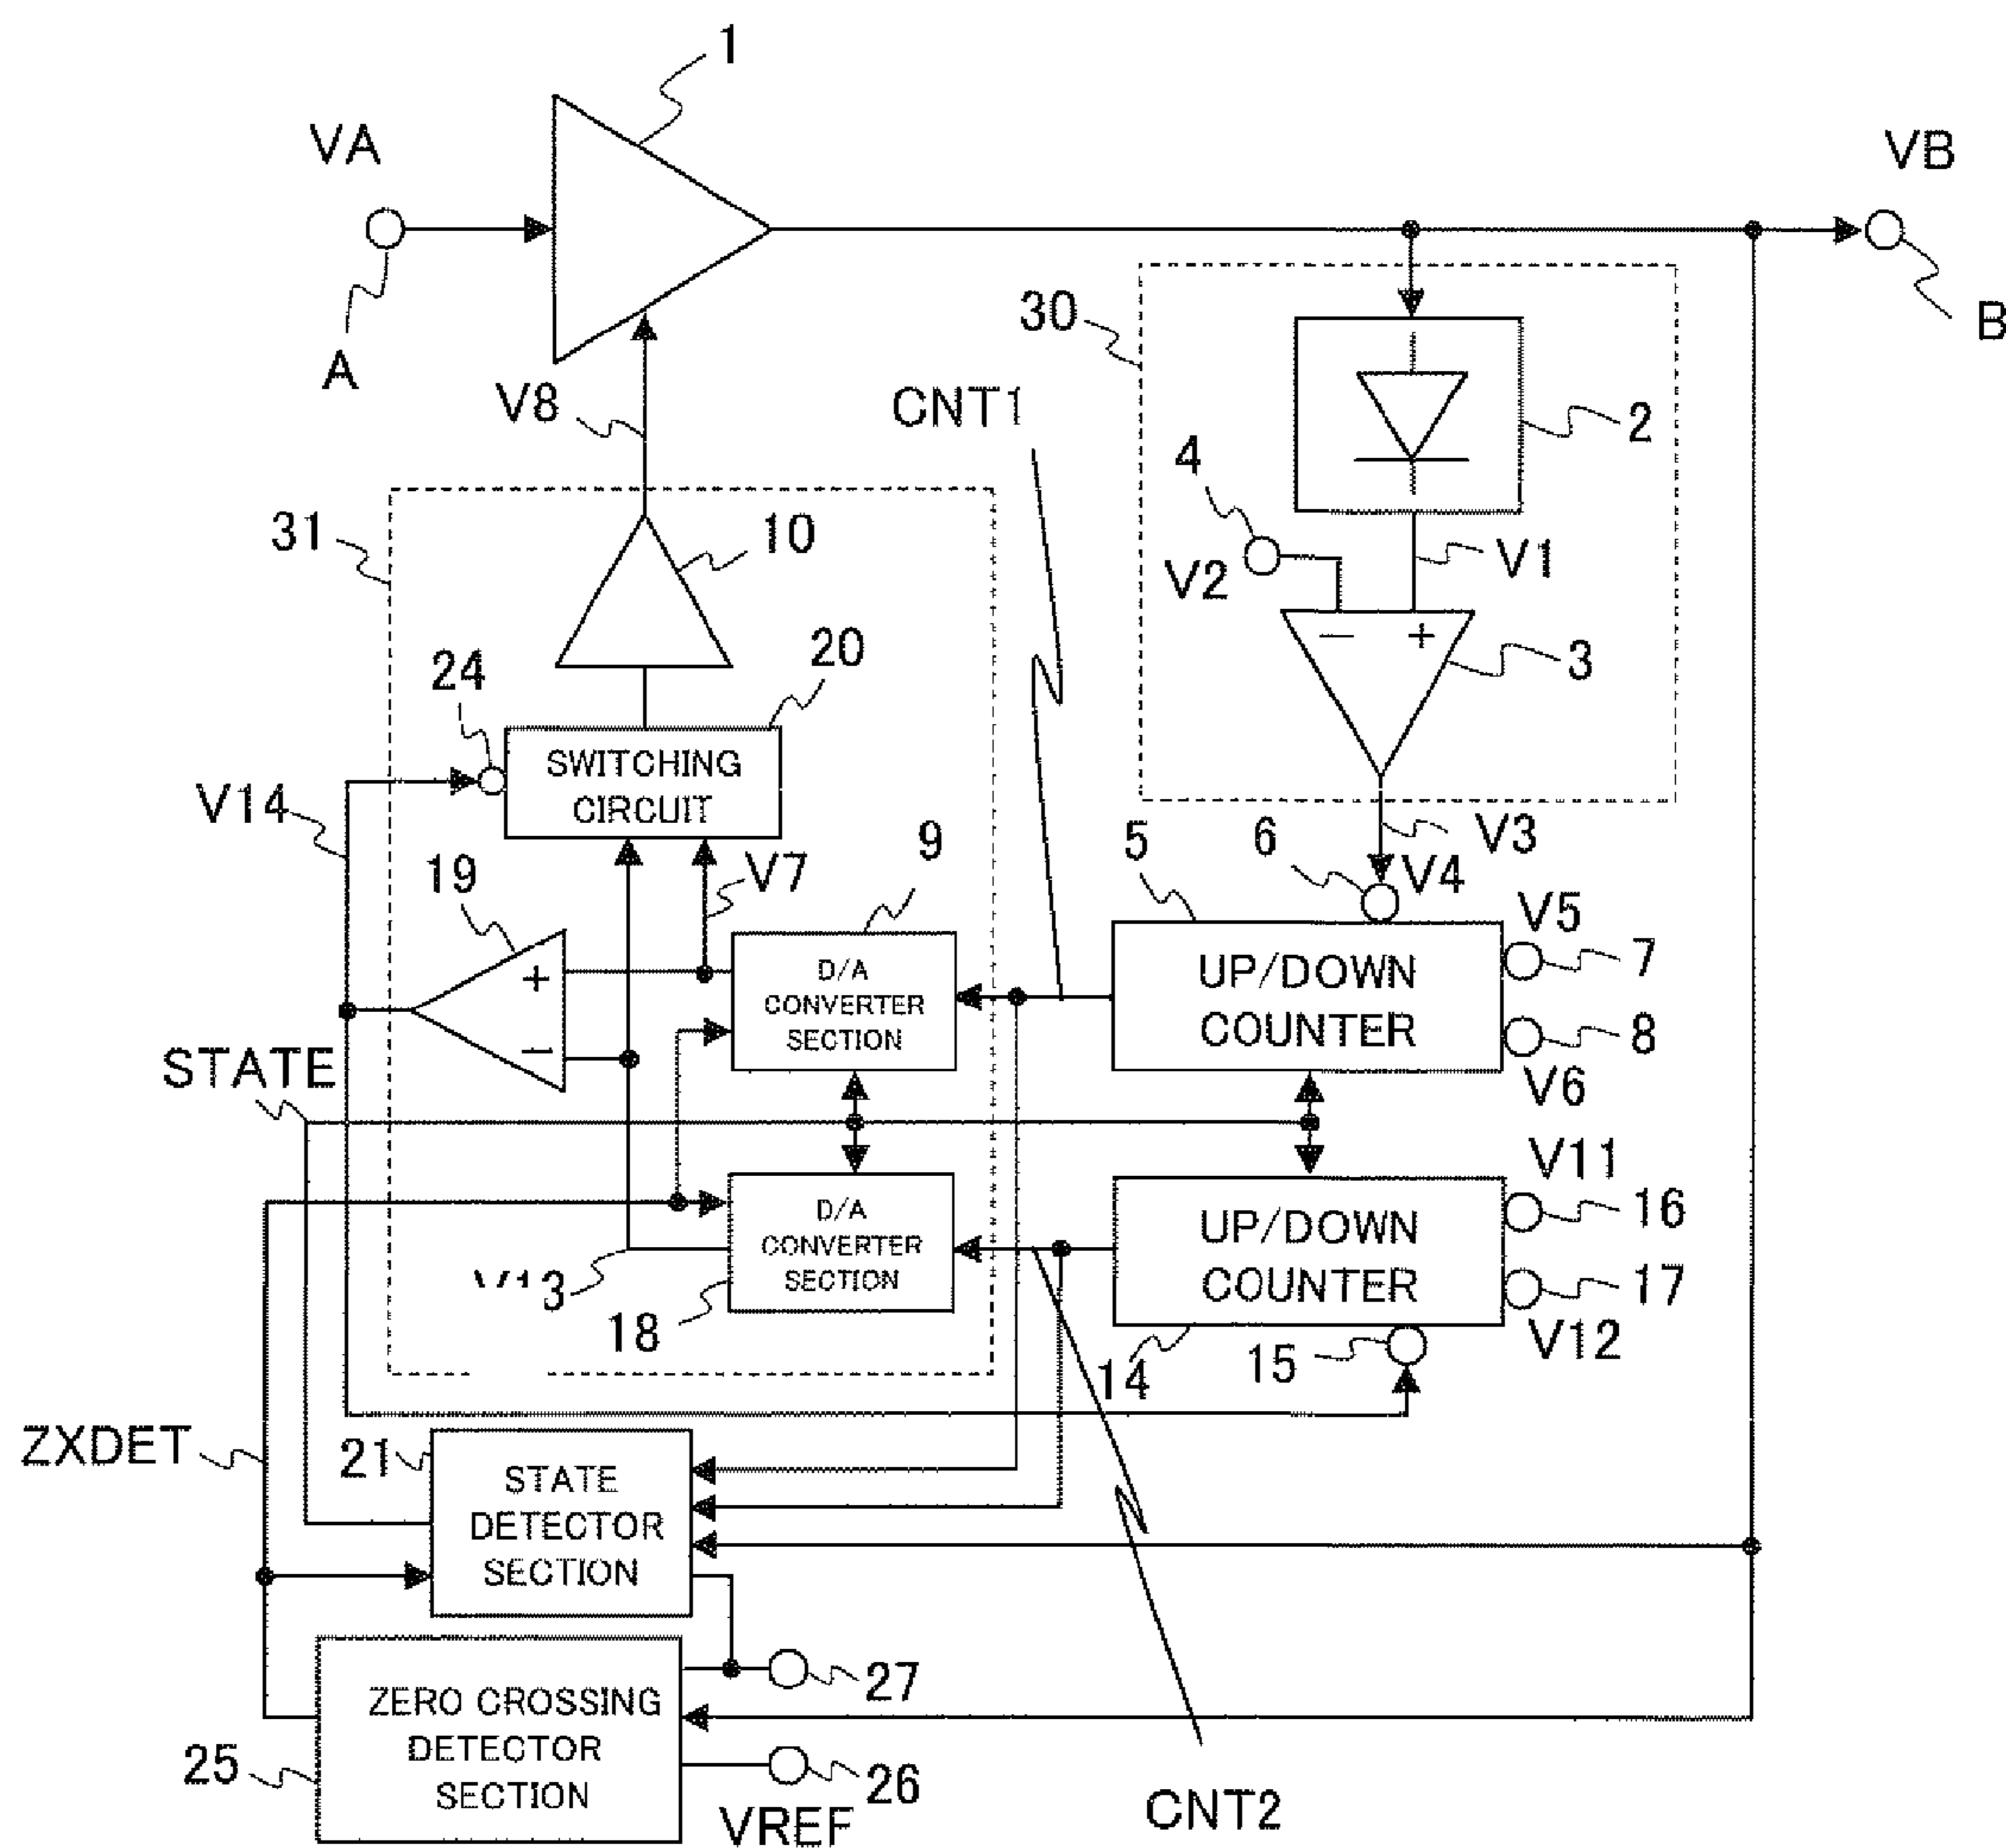 1
VA
VB
A
B
30
V8
CNT1
2
4
31
10
V2
V1
20
3
24
SWITCHING
CIRCUIT
V14
5
6
V3
V4
9
V7
19
V5
7
+
−
D/A
CONVERTER
SECTION
UP/DOWN
COUNTER
8
V6
STATE
V11
16
D/A
CONVERTER
SECTION
UP/DOWN
COUNTER
17
V12
V13
18
14
15
ZXDET
21
STATE
DETECTOR
SECTION
27
ZERO CROSSING
DETECTOR
SECTION
25
26
VREF
CNT2
− +